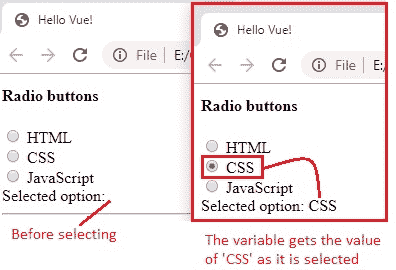 Hello Vue!
File
E:/
Radio buttons
HTML
CSS
JavaScript
Selected option:
Before selecting
Hello Vue!
File
E:/
Radio buttons
HTML
CSS
JavaScript
Selected option: CSS
The variable gets the value
of 'CSS' as it is selected